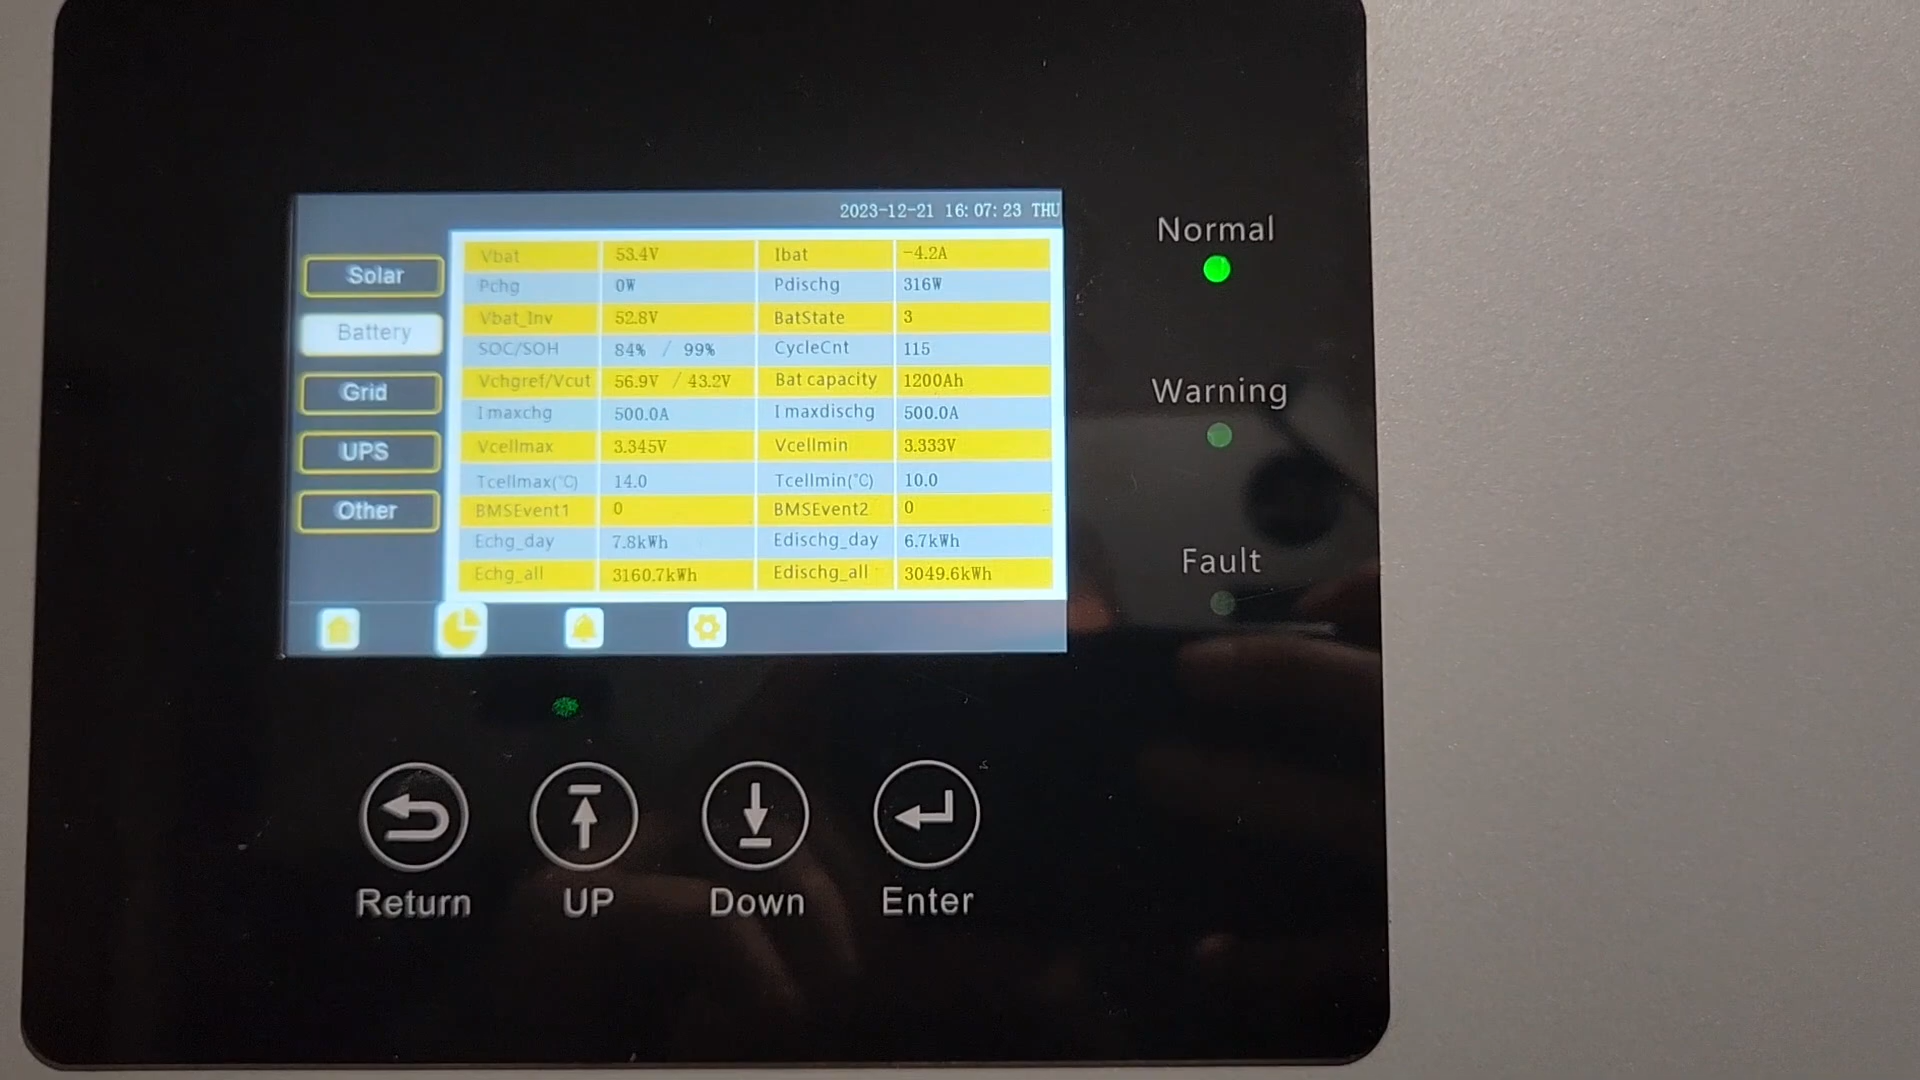 2023-12-21 16:07:23 THU
Solar
Battery
Grid
UPS
Other
Vbat 53.4V Ibat -4.2A
Pchg 0W Pdischg 316W
Vbat_Inv 52.8V BatState 3
SOC/SOH 84% / 99% CycleCnt 115
Vchgref/Vcut 56.9V / 43.2V Bat capacity 1200Ah
Imaxchg 500.0A Imaxdischg 500.0A
Vcellmax 3.345V Vcellmin 3.333V
Tcellmax(°C) 14.0 Tcellmin(°C) 10.0
BMSEvent1 0 BMSEvent2 0
Echg_day 7.8kWh Edischg_day 6.7kWh
Echg_all 3160.7kWh Edischg_all 3049.6kWh
Normal
Warning
Fault
Return UP Down Enter